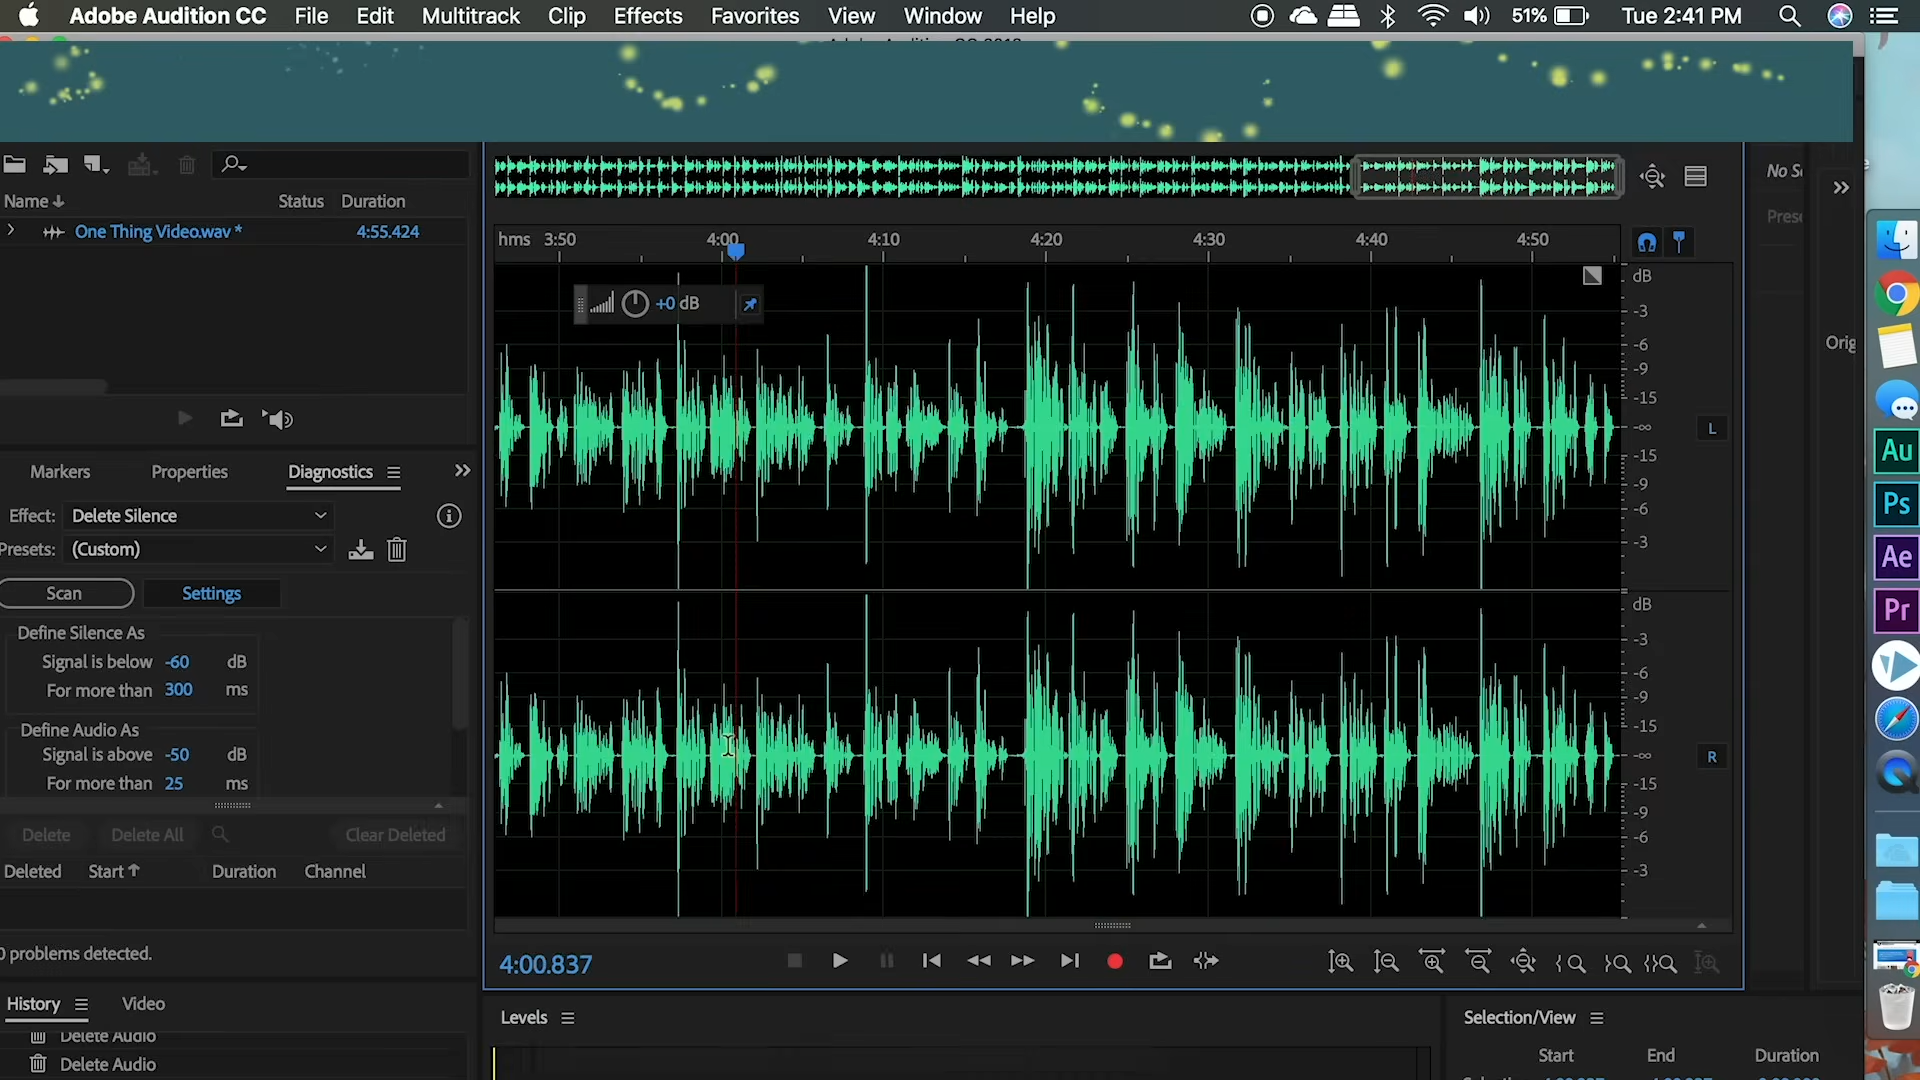 Adobe Audition CC File Edit Multitrack Clip Effects Favorites View Window Help 51% Tue 2:41 PM
No S
Name Status Duration
Prese
One Thing Video.wav * 4:55.424
hms 3:50 4:00 4:10 4:20 4:30 4:40 4:50
dB
+0 dB
-3
-6
-9
-15
-∞
-15
-9
-6
-3
L
Orig
Markers Properties Diagnostics
Effect: Delete Silence
Presets: (Custom)
Scan Settings
Define Silence As
Signal is below -60 dB
For more than 300 ms
Define Audio As
Signal is above -50 dB
For more than 25 ms
dB
-3
-6
-9
-15
-∞
-15
-9
-6
-3
R
Delete Delete All Clear Deleted
Deleted Start Duration Channel
0 problems detected.
4:00.837
History Video
Delete Audio
Delete Audio
Levels
Selection/View
Start End Duration
Au
Ps
Ae
Pr